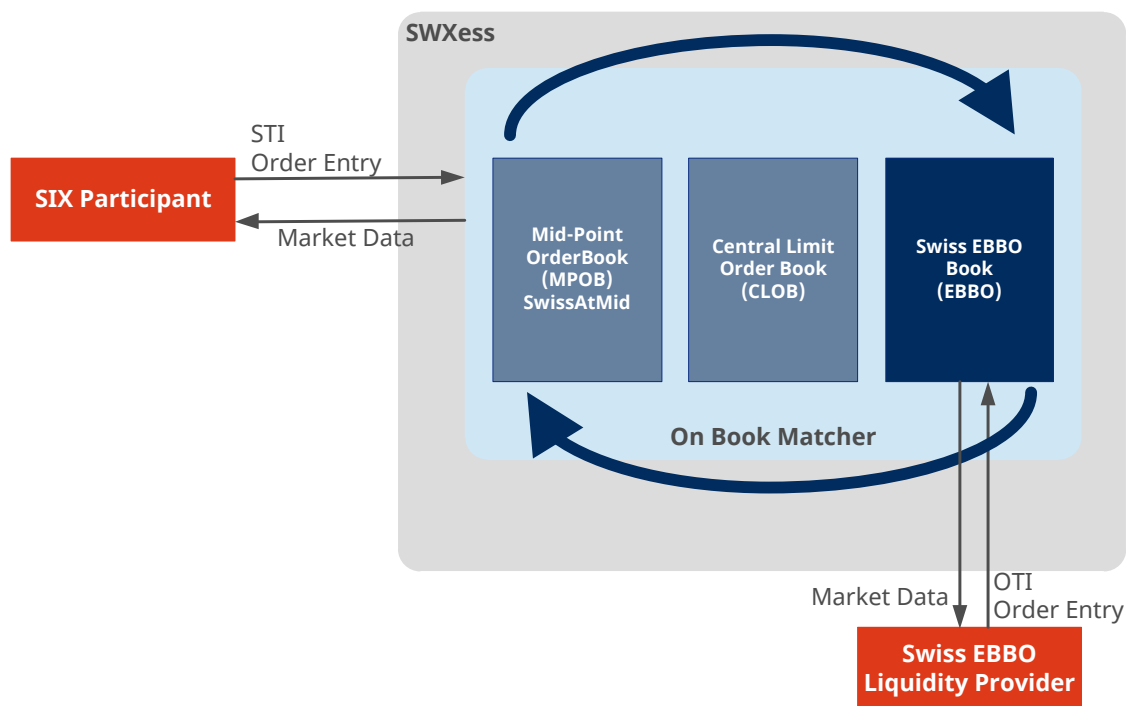 SWXess
STI
Order Entry
SIX Participant
Market Data
Mid-Point
OrderBook
(MPOB)
SwissAtMid
Central Limit
Order Book
(CLOB)
Swiss EBBO
Book
(EBBO)
On Book Matcher
Market Data
OTI
Order Entry
Swiss EBBO
Liquidity Provider